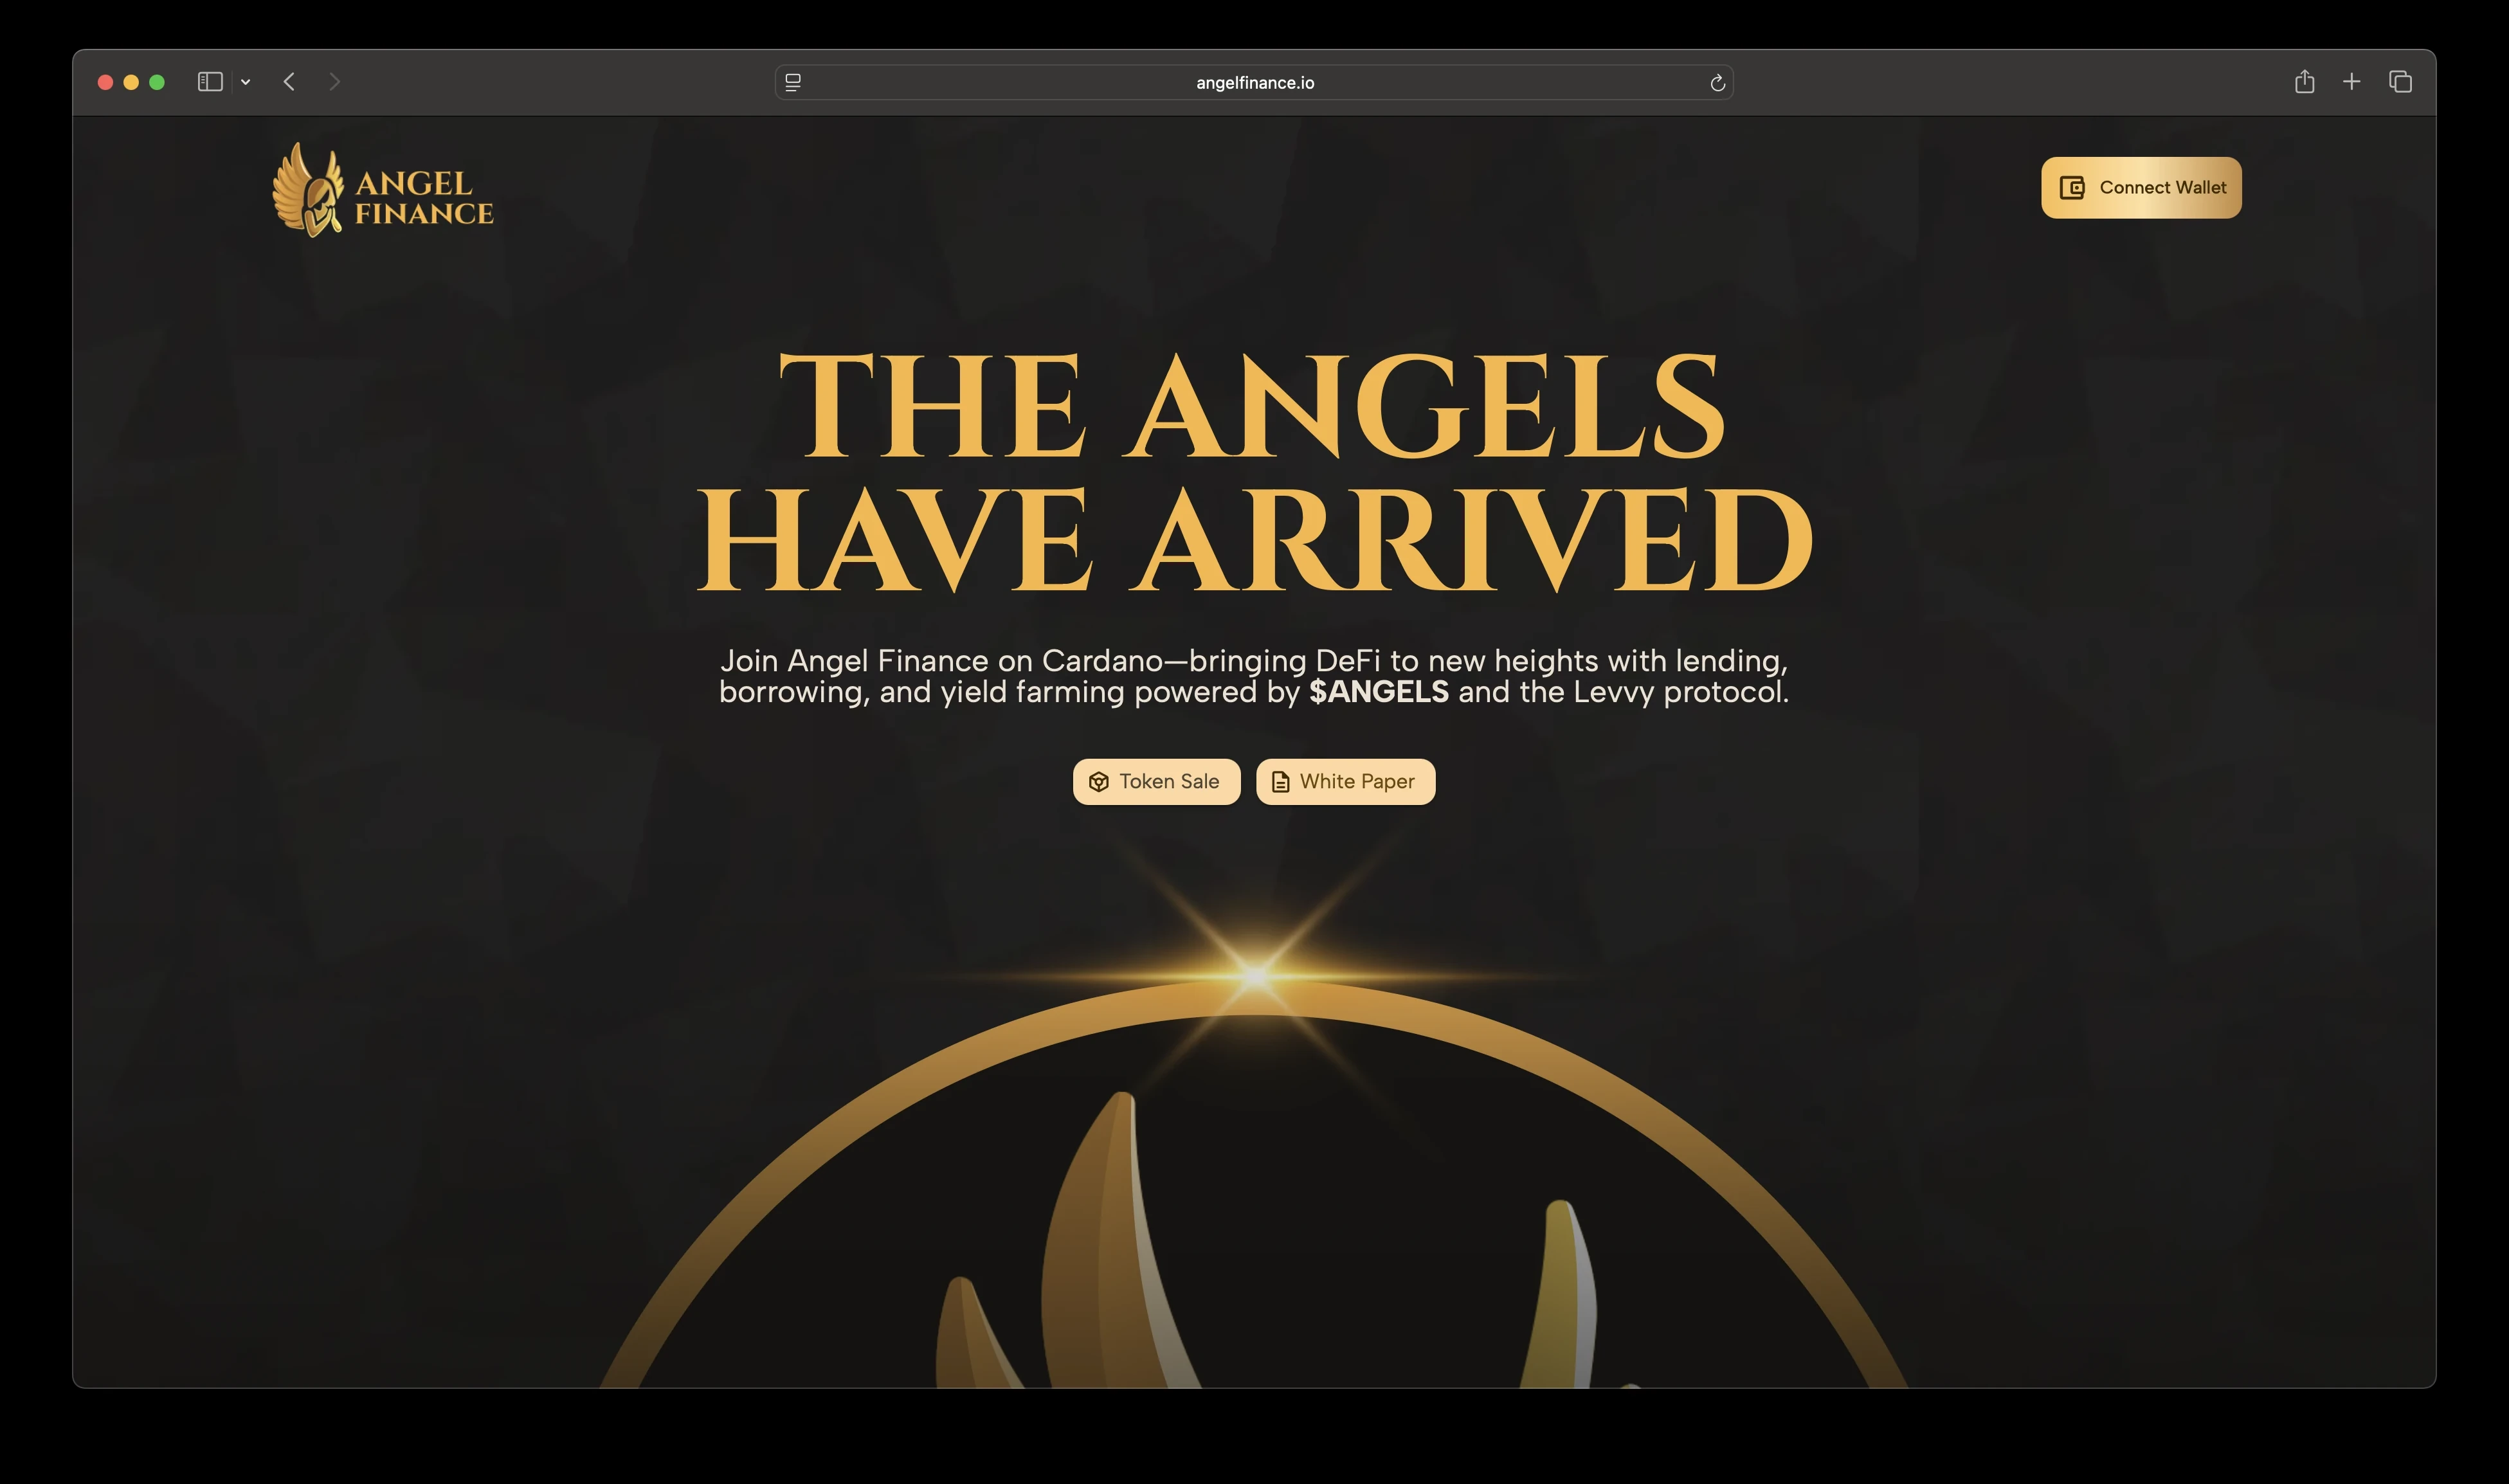 angelfinance.io
ANGEL
FINANCE
Connect Wallet
THE ANGELS
HAVE ARRIVED
Join Angel Finance on Cardano—bringing DeFi to new heights with lending,
borrowing, and yield farming powered by $ANGELS and the Levvy protocol.
Token Sale
White Paper